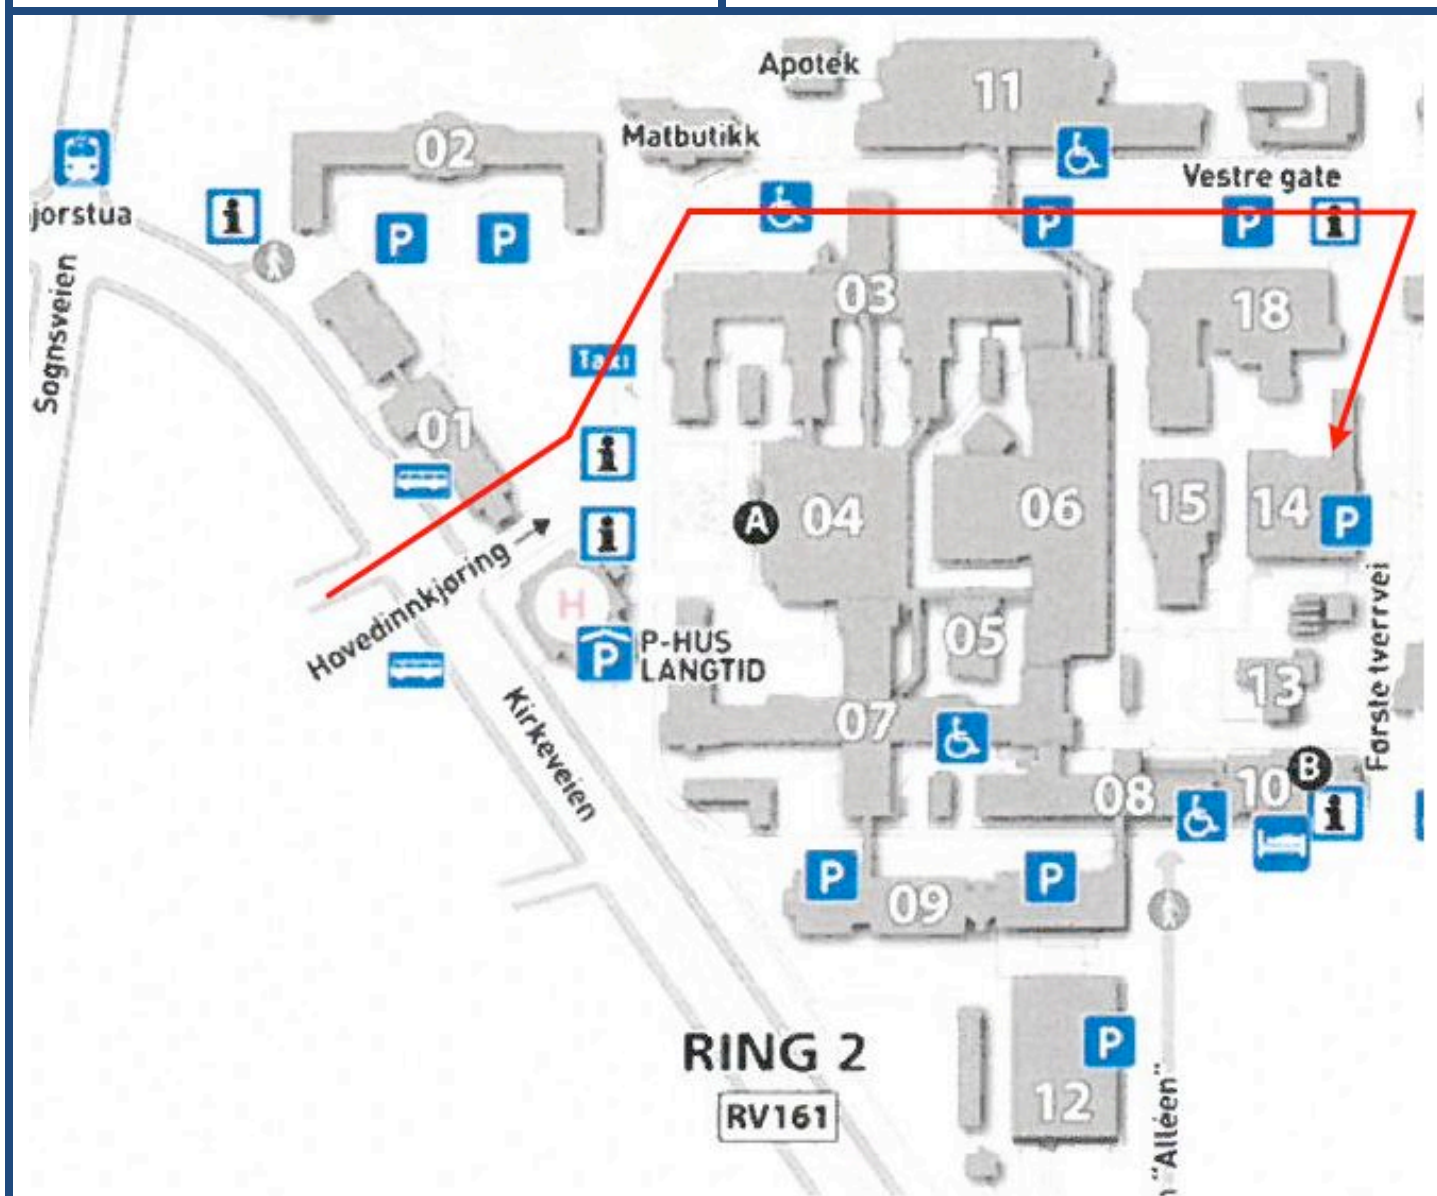 Apotek
11
02
Matbutikk
Vestre gate
jorstua
P
P
P
P
Sognsveien
03
18
Taxi
01
A
04
06
15
14
P
Hovedinnkjøring
H
P
P-HUS
LANGTID
05
13
Første tverrvei
Kirkeveien
07
08
10
B
P
09
P
RING 2
RV161
P
12
"Alléen"